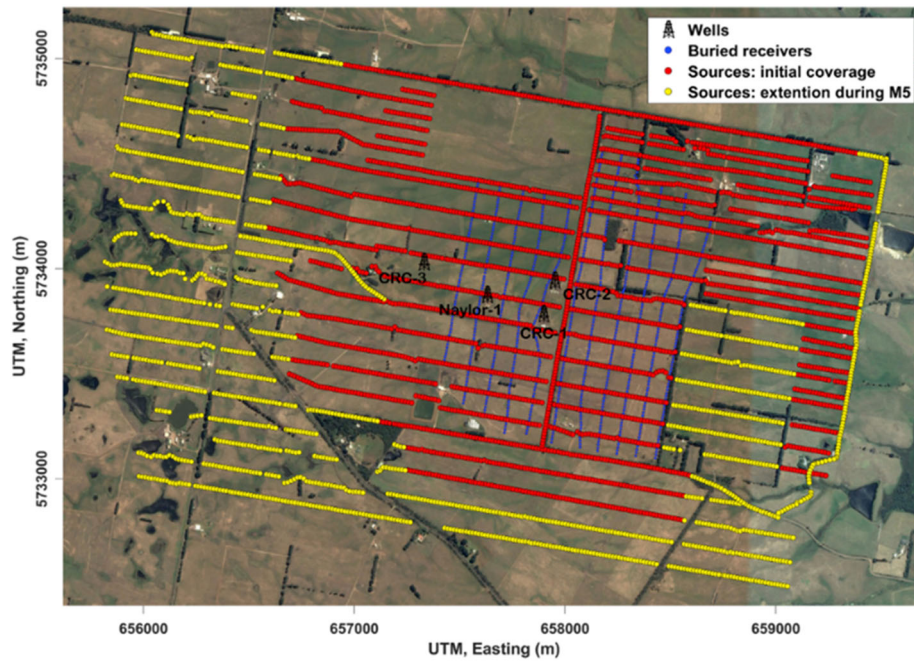 Wells
Buried receivers
Sources: initial coverage
Sources: extention during M5
5735000
5734000
5733000
UTM, Northing (m)
CRC-3
CRC-2
Naylor-1
CRC-1
656000
657000
658000
659000
UTM, Easting (m)